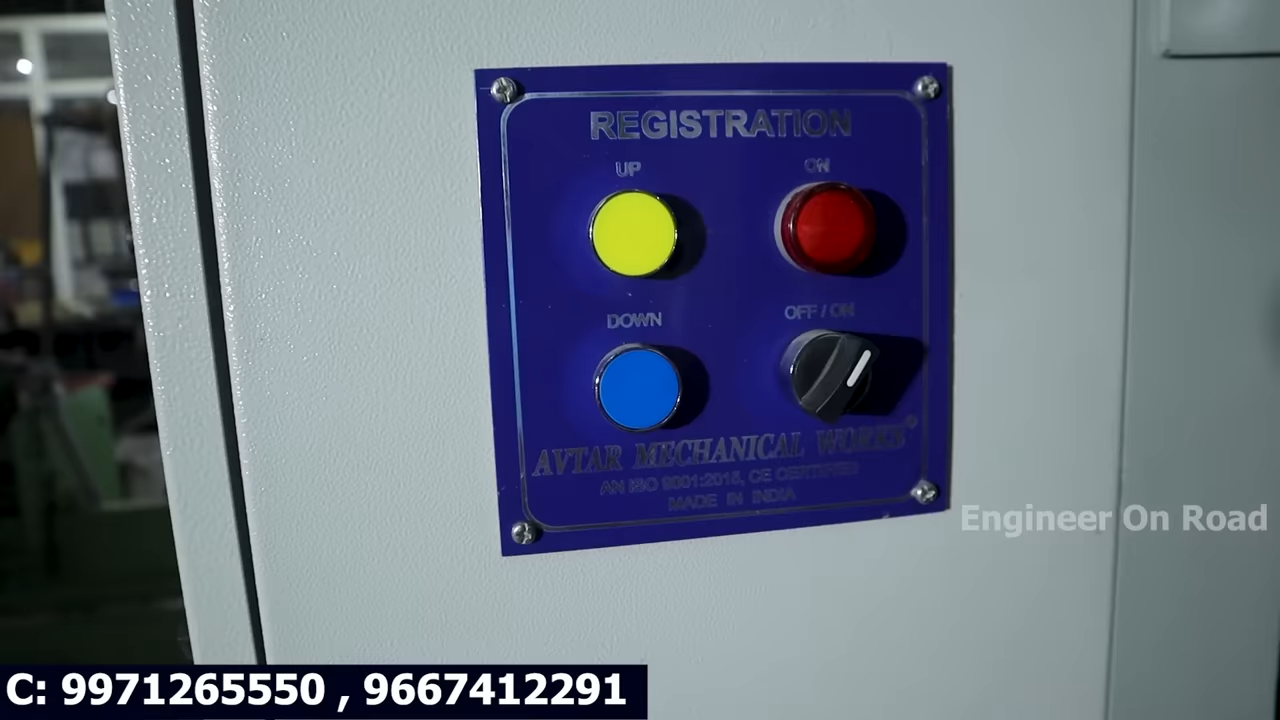 REGISTRATION
UP
ON
DOWN
OFF / ON
AVTAR MECHANICAL WORKS®
AN ISO 9001:2015, CE CERTIFIED
MADE IN INDIA
Engineer On Road
C: 9971265550 , 9667412291